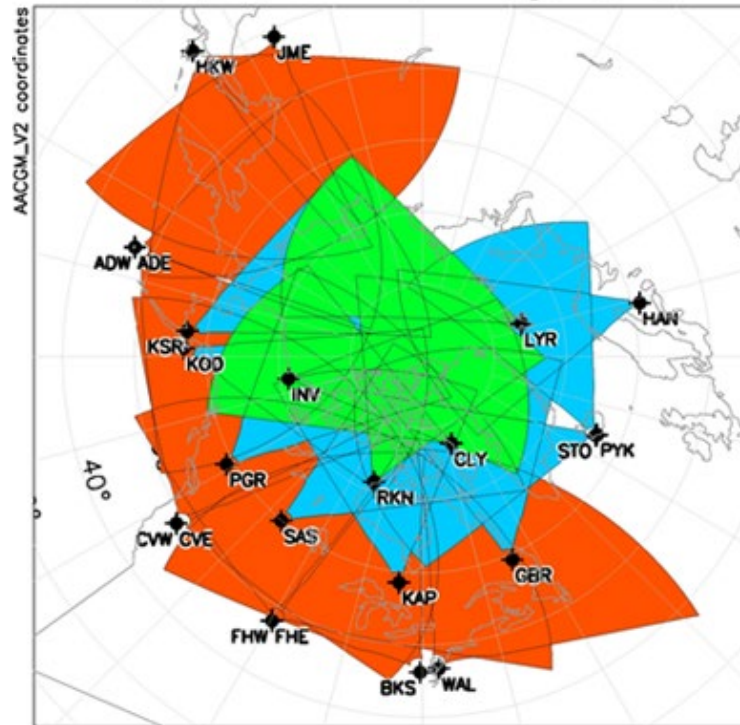 AACGM_V2 coordinates
HKW
JME
ADW ADE
HAN
LYR
KSR
KOD
INV
STO PYK
CLY
PGR
40°
RKN
CVW CVE
SAS
GBR
KAP
FHW FHE
BKS
WAL